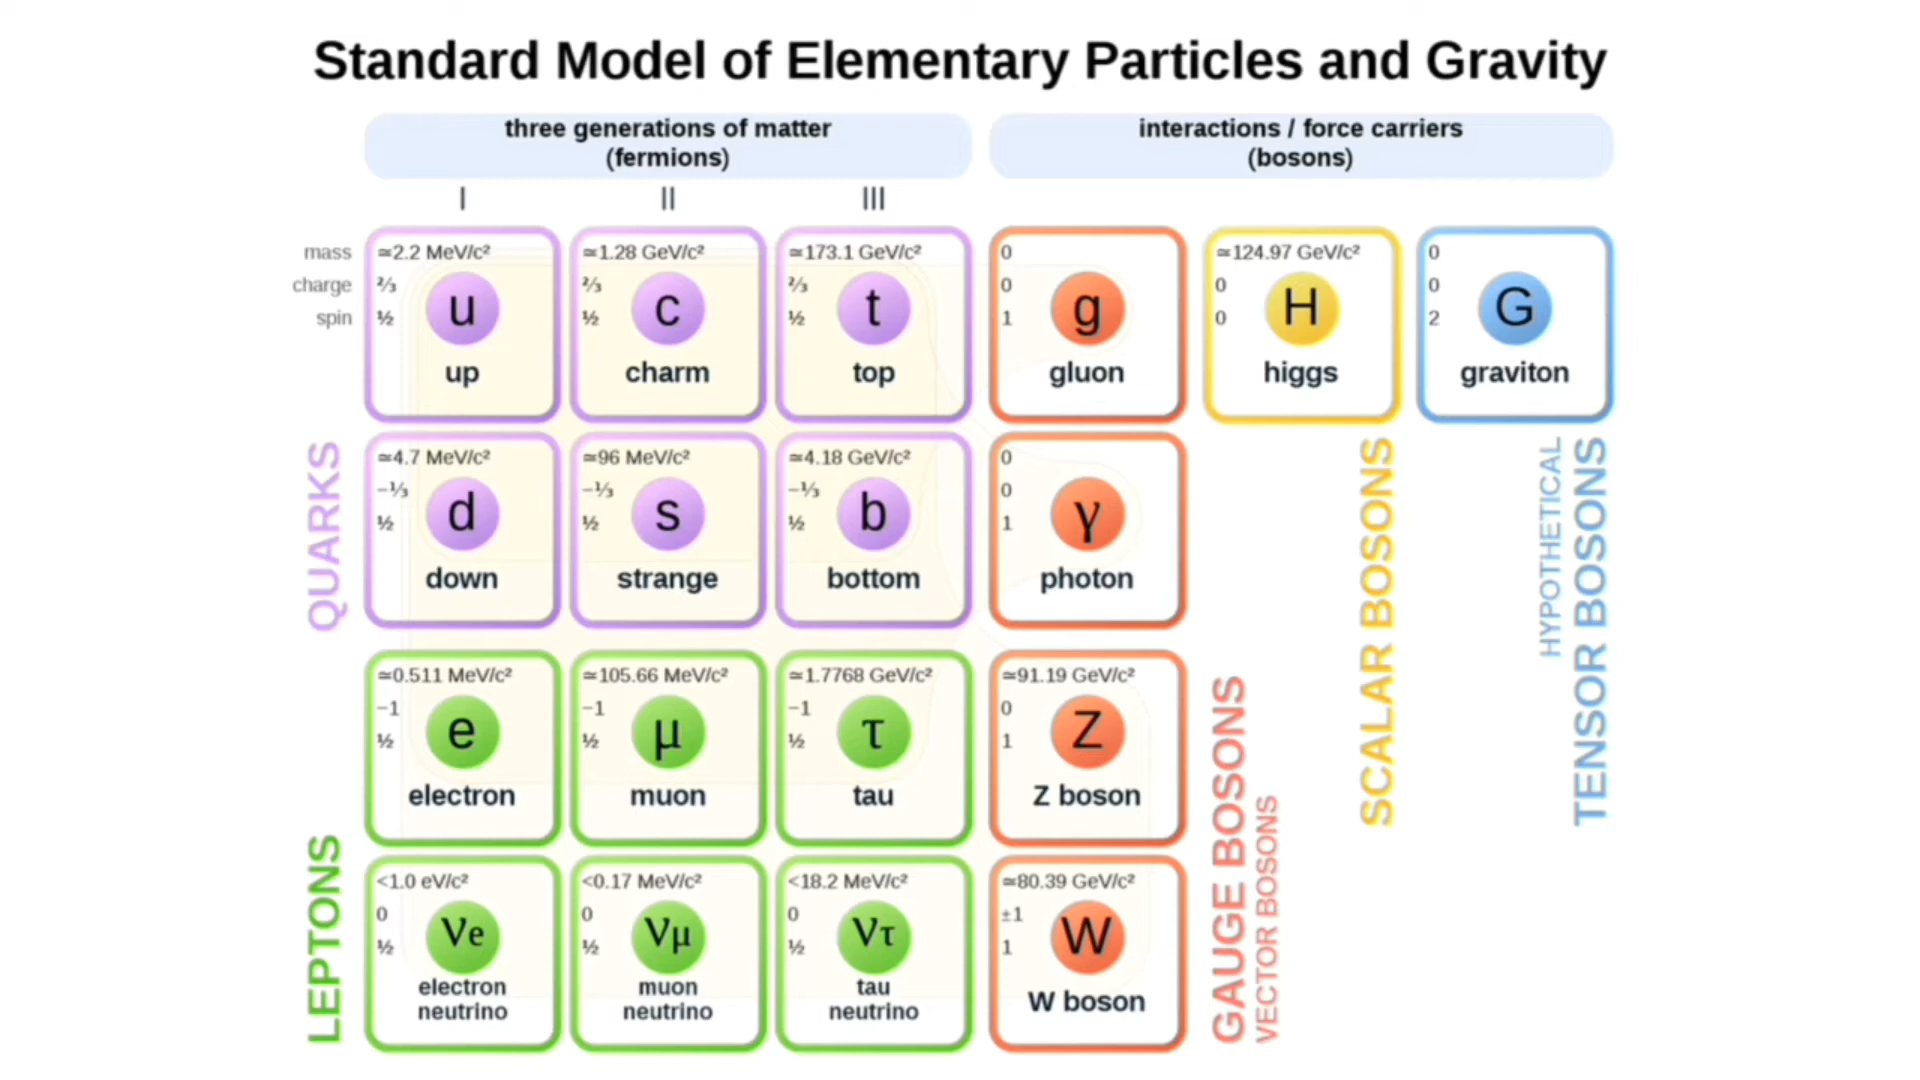 Standard Model of Elementary Particles and Gravity
three generations of matter
(fermions)
interactions / force carriers
(bosons)
I
II
III
mass
charge
spin
≃2.2 MeV/c²
⅔
½
u
up
≃1.28 GeV/c²
⅔
½
c
charm
≃173.1 GeV/c²
⅔
½
t
top
0
0
1
g
gluon
≃124.97 GeV/c²
0
0
H
higgs
0
0
2
G
graviton
QUARKS
≃4.7 MeV/c²
−⅓
½
d
down
≃96 MeV/c²
−⅓
½
s
strange
≃4.18 GeV/c²
−⅓
½
b
bottom
0
0
1
γ
photon
SCALAR BOSONS
HYPOTHETICAL
TENSOR BOSONS
LEPTONS
≃0.511 MeV/c²
−1
½
e
electron
≃105.66 MeV/c²
−1
½
μ
muon
≃1.7768 GeV/c²
−1
½
τ
tau
≃91.19 GeV/c²
0
1
Z
Z boson
<1.0 eV/c²
0
½
νe
electron
neutrino
<0.17 MeV/c²
0
½
νμ
muon
neutrino
<18.2 MeV/c²
0
½
ντ
tau
neutrino
≃80.39 GeV/c²
±1
1
W
W boson
GAUGE BOSONS
VECTOR BOSONS